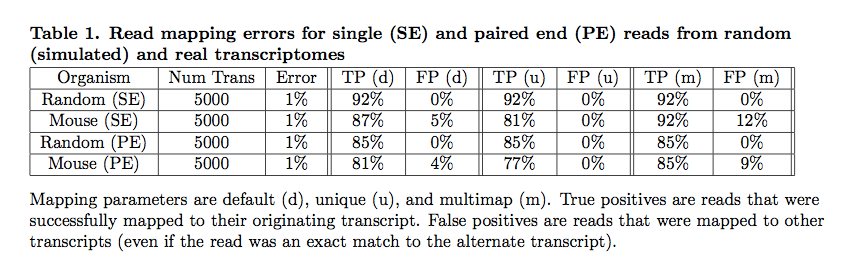 Table 1. Read mapping errors for single (SE) and paired end (PE) reads from random
(simulated) and real transcriptomes
Organism Num Trans Error TP (d) FP (d) TP (u) FP (u) TP (m) FP (m)
Random (SE) 5000 1% 92% 0% 92% 0% 92% 0%
Mouse (SE) 5000 1% 87% 5% 81% 0% 92% 12%
Random (PE) 5000 1% 85% 0% 85% 0% 85% 0%
Mouse (PE) 5000 1% 81% 4% 77% 0% 85% 9%
Mapping parameters are default (d), unique (u), and multimap (m). True positives are reads that were
successfully mapped to their originating transcript. False positives are reads that were mapped to other
transcripts (even if the read was an exact match to the alternate transcript).